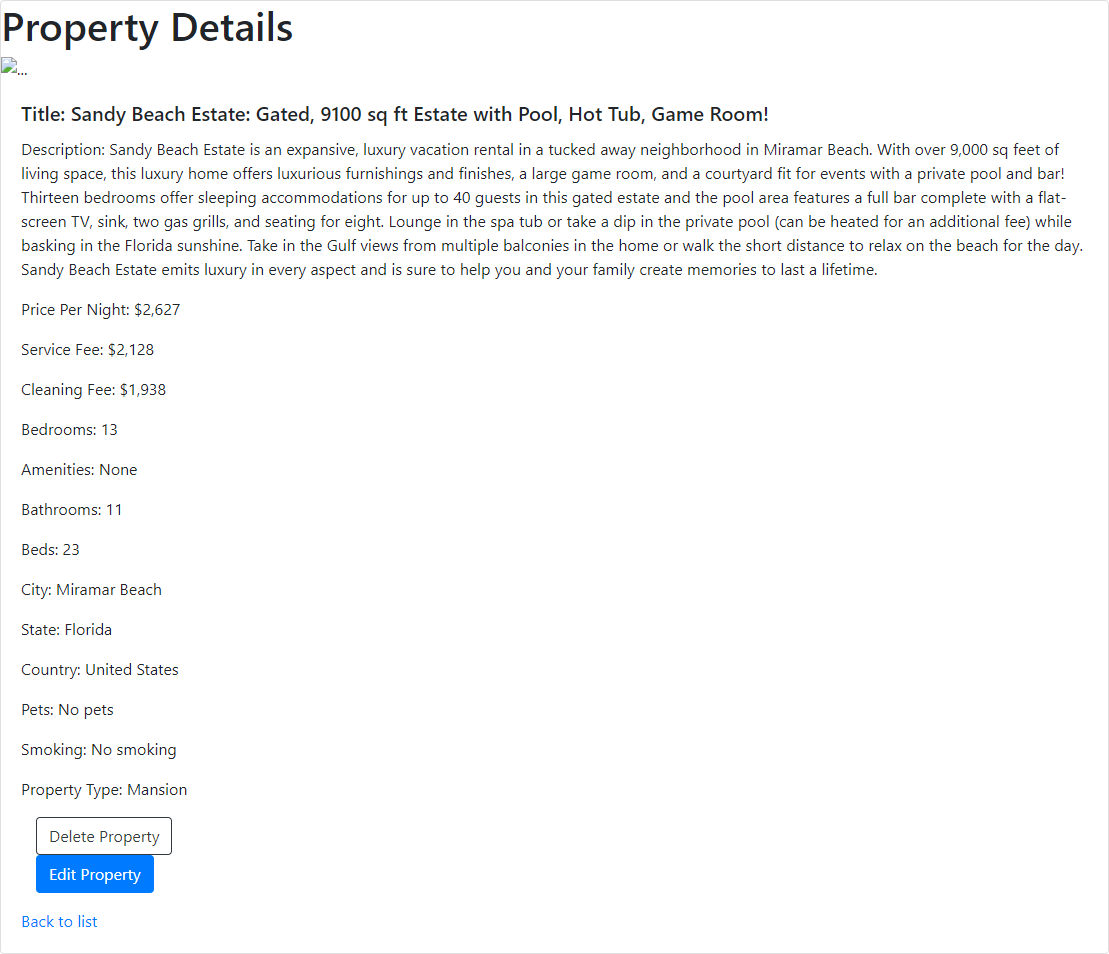 Property Details
...
Title: Sandy Beach Estate: Gated, 9100 sq ft Estate with Pool, Hot Tub, Game Room!
Description: Sandy Beach Estate is an expansive, luxury vacation rental in a tucked away neighborhood in Miramar Beach. With over 9,000 sq feet of
living space, this luxury home offers luxurious furnishings and finishes, a large game room, and a courtyard fit for events with a private pool and bar!
Thirteen bedrooms offer sleeping accommodations for up to 40 guests in this gated estate and the pool area features a full bar complete with a flat-
screen TV, sink, two gas grills, and seating for eight. Lounge in the spa tub or take a dip in the private pool (can be heated for an additional fee) while
basking in the Florida sunshine. Take in the Gulf views from multiple balconies in the home or walk the short distance to relax on the beach for the day.
Sandy Beach Estate emits luxury in every aspect and is sure to help you and your family create memories to last a lifetime.
Price Per Night: $2,627
Service Fee: $2,128
Cleaning Fee: $1,938
Bedrooms: 13
Amenities: None
Bathrooms: 11
Beds: 23
City: Miramar Beach
State: Florida
Country: United States
Pets: No pets
Smoking: No smoking
Property Type: Mansion
Delete Property
Edit Property
Back to list